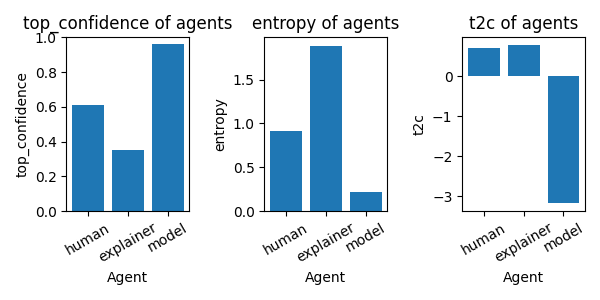 top_confidence of agents
top_confidence
1.0
0.8
0.6
0.4
0.2
0.0
human
explainer
model
Agent
entropy of agents
entropy
1.5
1.0
0.5
0.0
human
explainer
model
Agent
t2c of agents
t2c
0
−1
−2
−3
human
explainer
model
Agent